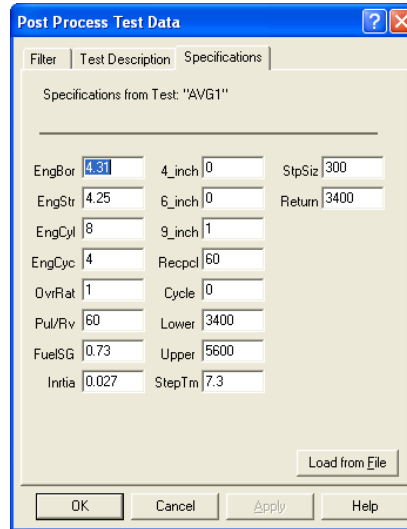 Post Process Test Data
Filter Test Description Specifications
Specifications from Test: "AVG1"
EngBor 4.31 4_inch 0 StpSiz 300
EngStr 4.25 6_inch 0 Return 3400
EngCyl 8 9_inch 1
EngCyc 4 Recpcl 60
OvrRat 1 Cycle 0
Pul/Rv 60 Lower 3400
FuelSG 0.73 Upper 5600
Inrtia 0.027 StepTm 7.3
Load from File
OK Cancel Apply Help